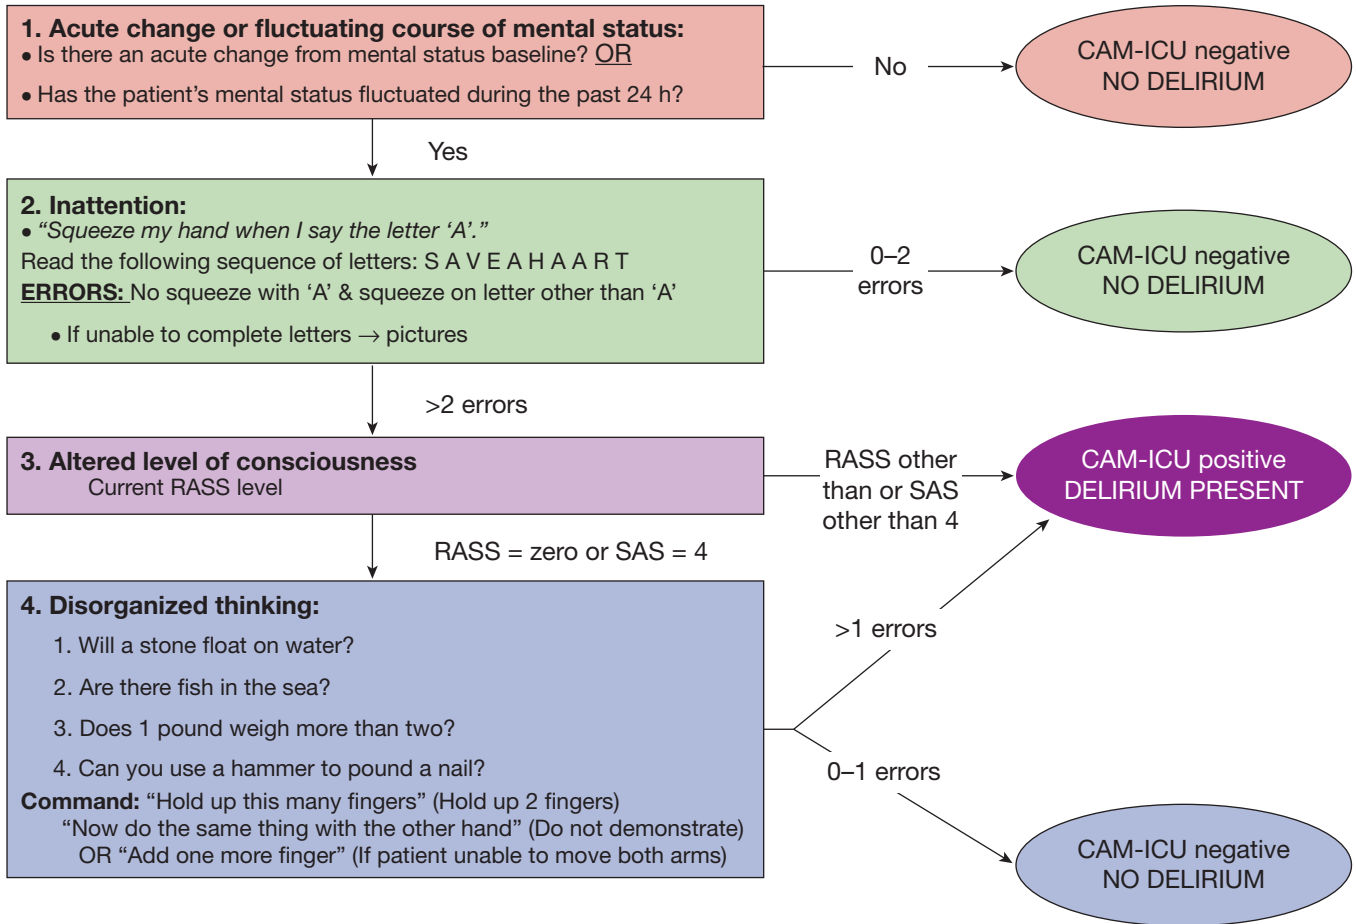 1. Acute change or fluctuating course of mental status:
• Is there an acute change from mental status baseline? OR
• Has the patient’s mental status fluctuated during the past 24 h?
No
CAM-ICU negative
NO DELIRIUM
Yes
2. Inattention:
• “Squeeze my hand when I say the letter ‘A’.”
Read the following sequence of letters: S A V E A H A A R T
ERRORS: No squeeze with ‘A’ & squeeze on letter other than ‘A’
• If unable to complete letters → pictures
0–2
errors
CAM-ICU negative
NO DELIRIUM
>2 errors
3. Altered level of consciousness
Current RASS level
RASS other
than or SAS
other than 4
CAM-ICU positive
DELIRIUM PRESENT
RASS = zero or SAS = 4
4. Disorganized thinking:
1. Will a stone float on water?
2. Are there fish in the sea?
3. Does 1 pound weigh more than two?
4. Can you use a hammer to pound a nail?
Command: “Hold up this many fingers” (Hold up 2 fingers)
“Now do the same thing with the other hand” (Do not demonstrate)
OR “Add one more finger” (If patient unable to move both arms)
>1 errors
0–1 errors
CAM-ICU negative
NO DELIRIUM